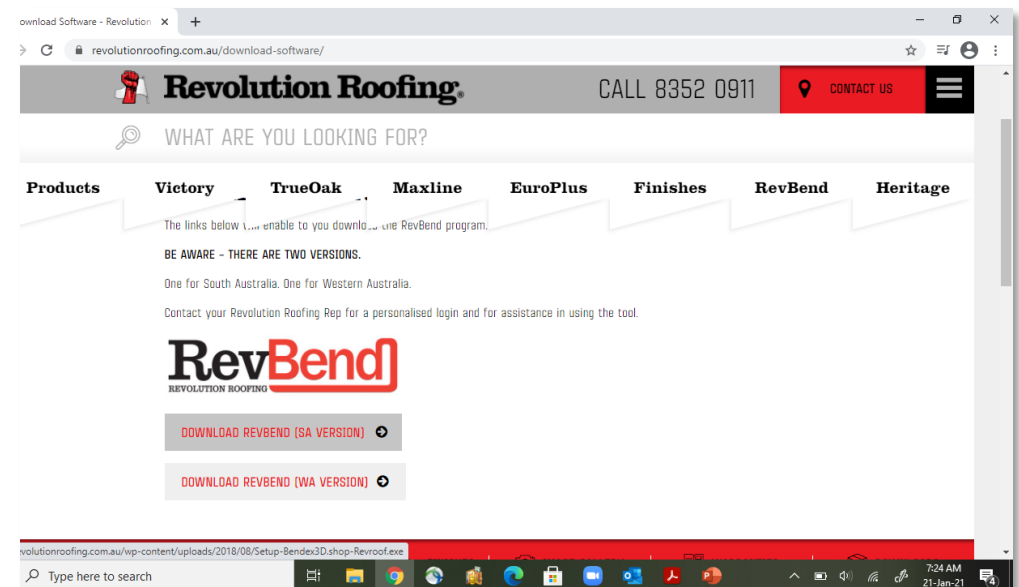 ownload Software - Revolution
revolutionroofing.com.au/download-software/
Revolution Roofing®
CALL 8352 0911
CONTACT US
WHAT ARE YOU LOOKING FOR?
Products Victory TrueOak Maxline EuroPlus Finishes RevBend Heritage
The links below enable to you the RevBend program.
BE AWARE - THERE ARE TWO VERSIONS.
One for South Australia. One for Western Australia.
Contact your Revolution Roofing Rep for a personalised login and for assistance in using the tool.
RevBend
REVOLUTION ROOFING
DOWNLOAD REVBEND (SA VERSION)
DOWNLOAD REVBEND (WA VERSION)
evolutionroofing.com.au/wp-content/uploads/2018/08/Setup-Bendex3D.shop-Revroof.exe
Type here to search
7:24 AM
21-Jan-21
4